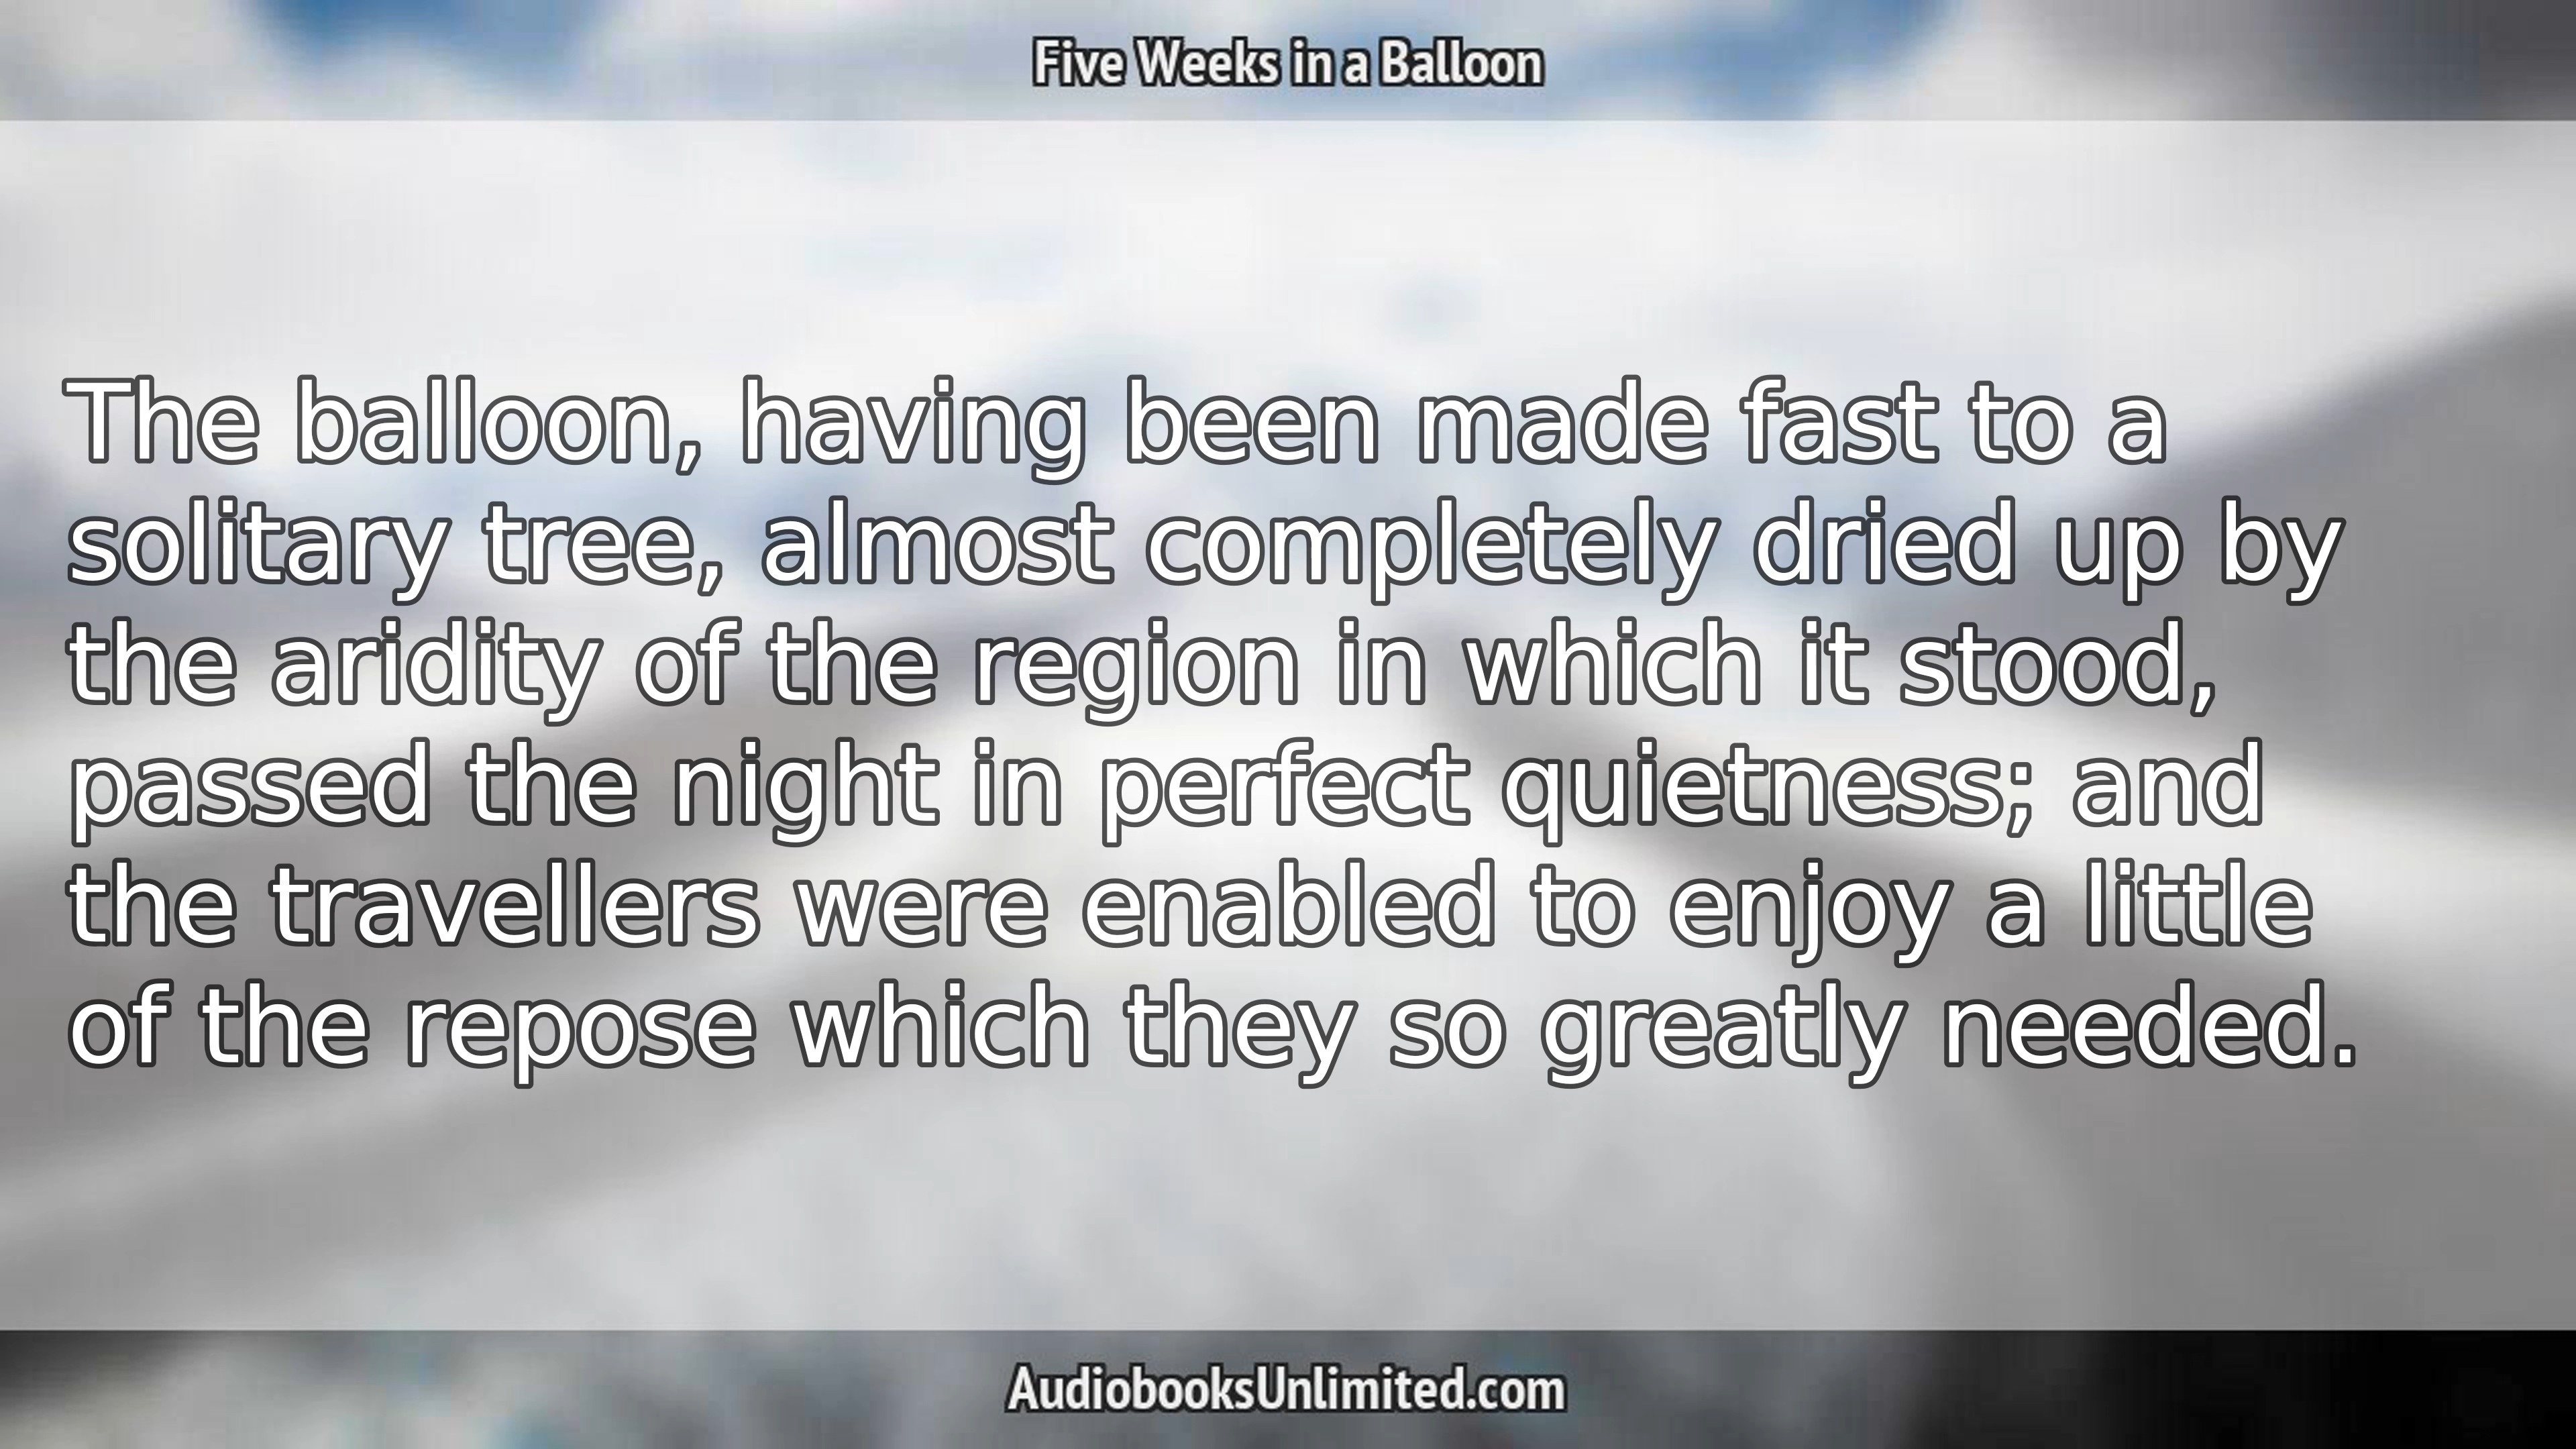 Five Weeks in a Balloon
The balloon, having been made fast to a
solitary tree, almost completely dried up by
the aridity of the region in which it stood,
passed the night in perfect quietness; and
the travellers were enabled to enjoy a little
of the repose which they so greatly needed.
AudiobooksUnlimited.com